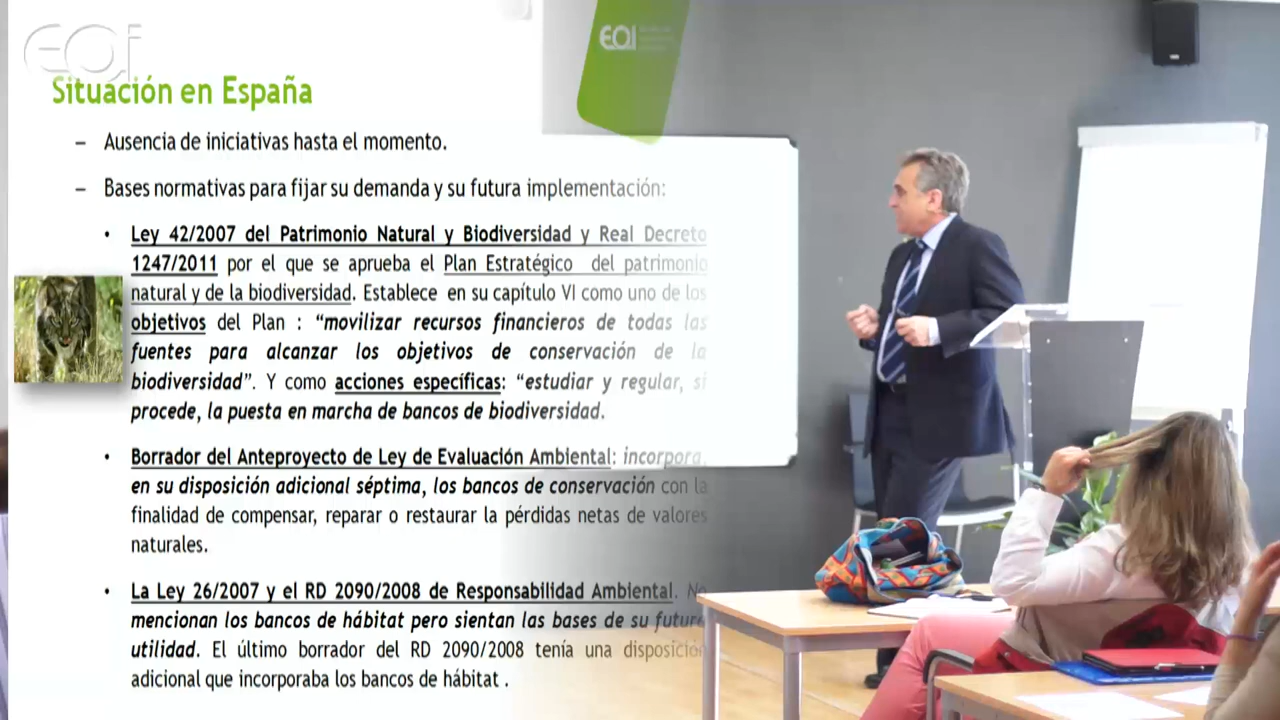 eoi
EOI
Situación en España
– Ausencia de iniciativas hasta el momento.
– Bases normativas para fijar su demanda y su futura implementación:
• Ley 42/2007 del Patrimonio Natural y Biodiversidad y Real Decreto
1247/2011 por el que se aprueba el Plan Estratégico del patrimonio
natural y de la biodiversidad. Establece en su capítulo VI como uno de los
objetivos del Plan : “movilizar recursos financieros de todas las
fuentes para alcanzar los objetivos de conservación de la
biodiversidad”. Y como acciones específicas: “estudiar y regular, si
procede, la puesta en marcha de bancos de biodiversidad.
• Borrador del Anteproyecto de Ley de Evaluación Ambiental: incorpora,
en su disposición adicional séptima, los bancos de conservación con la
finalidad de compensar, reparar o restaurar la pérdidas netas de valores
naturales.
• La Ley 26/2007 y el RD 2090/2008 de Responsabilidad Ambiental. No
mencionan los bancos de hábitat pero sientan las bases de su futura
utilidad. El último borrador del RD 2090/2008 tenía una disposición
adicional que incorporaba los bancos de hábitat .